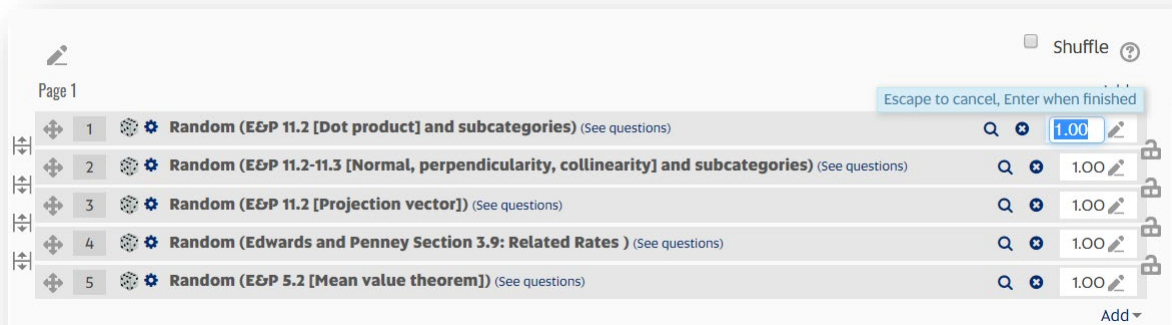 Shuffle
Page 1
Escape to cancel, Enter when finished
1 Random (E&P 11.2 [Dot product] and subcategories) (See questions) 1.00
2 Random (E&P 11.2-11.3 [Normal, perpendicularity, collinearity] and subcategories) (See questions) 1.00
3 Random (E&P 11.2 [Projection vector]) (See questions) 1.00
4 Random (Edwards and Penney Section 3.9: Related Rates ) (See questions) 1.00
5 Random (E&P 5.2 [Mean value theorem]) (See questions) 1.00
Add